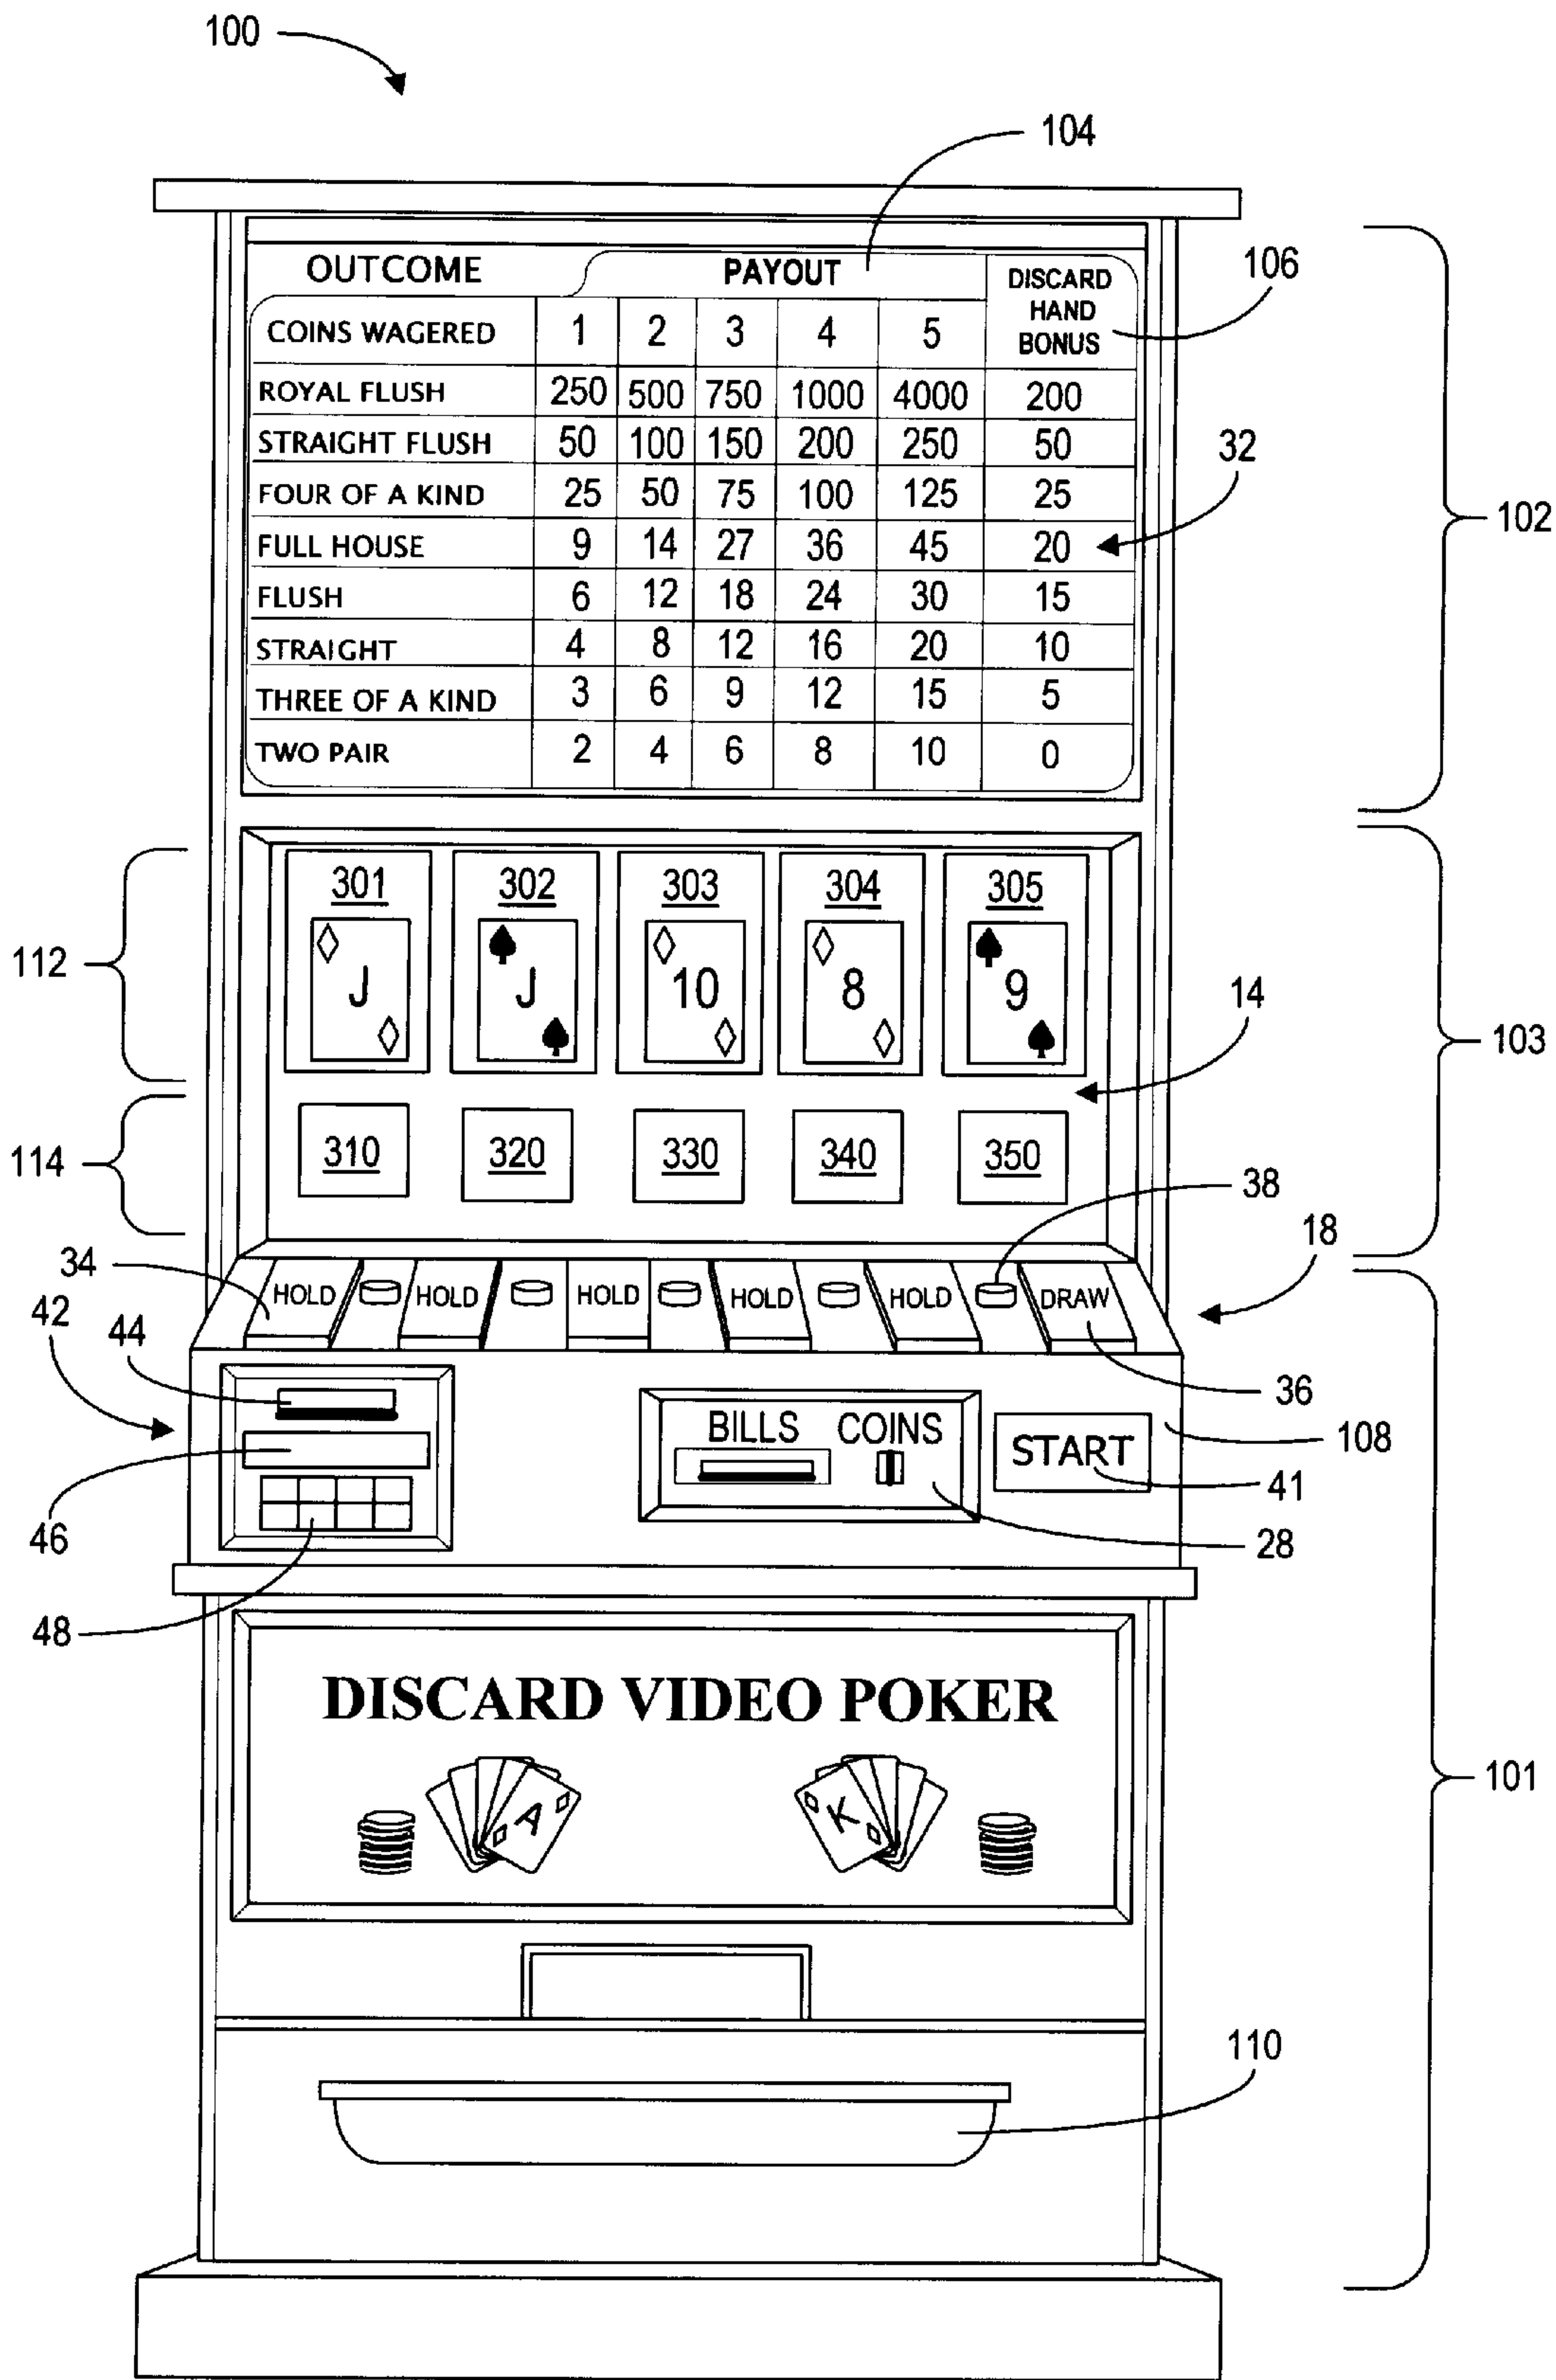 100
104
OUTCOME PAYOUT DISCARD HAND BONUS
106
COINS WAGERED 1 2 3 4 5
ROYAL FLUSH 250 500 750 1000 4000 200
STRAIGHT FLUSH 50 100 150 200 250 50
32
FOUR OF A KIND 25 50 75 100 125 25
102
FULL HOUSE 9 14 27 36 45 20
FLUSH 6 12 18 24 30 15
STRAIGHT 4 8 12 16 20 10
THREE OF A KIND 3 6 9 12 15 5
TWO PAIR 2 4 6 8 10 0
301 302 303 304 305
112
J J 10 8 9
14
103
114
310 320 330 340 350
38
18
34
HOLD HOLD HOLD HOLD HOLD DRAW
42
44
36
BILLS COINS
108
START
41
46
28
48
DISCARD VIDEO POKER
101
A K
110